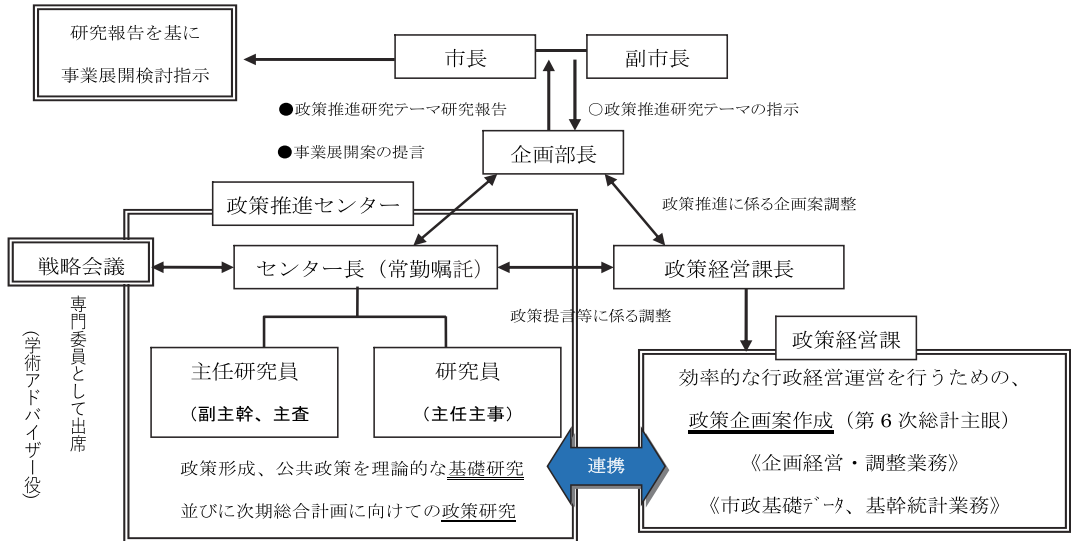 研究報告を基に
事業展開検討指示
市長
副市長
●政策推進研究テーマ研究報告
○政策推進研究テーマの指示
●事業展開案の提言
企画部長
政策推進センター
政策推進に係る企画案調整
戦略会議
センター長（常勤嘱託）
政策経営課長
専門委員として出席
（学術アドバイザー役）
政策提言等に係る調整
政策経営課
主任研究員
（副主幹、主査
研究員
（主任主事）
効率的な行政経営運営を行うための、
政策企画案作成（第6次総計主眼）
《企画経営・調整業務》
《市政基礎ﾃﾞｰﾀ、基幹統計業務》
連携
政策形成、公共政策を理論的な基礎研究
並びに次期総合計画に向けての政策研究